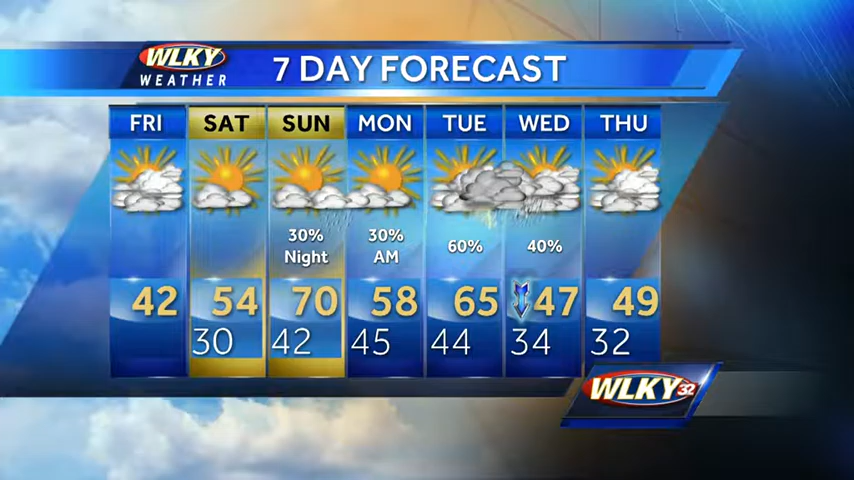 WLKY
WEATHER
7 DAY FORECAST
FRI SAT SUN MON TUE WED THU
30% 30% 60% 40%
Night AM
42 54 70 58 65 47 49
30 42 45 44 34 32
WLKY 32